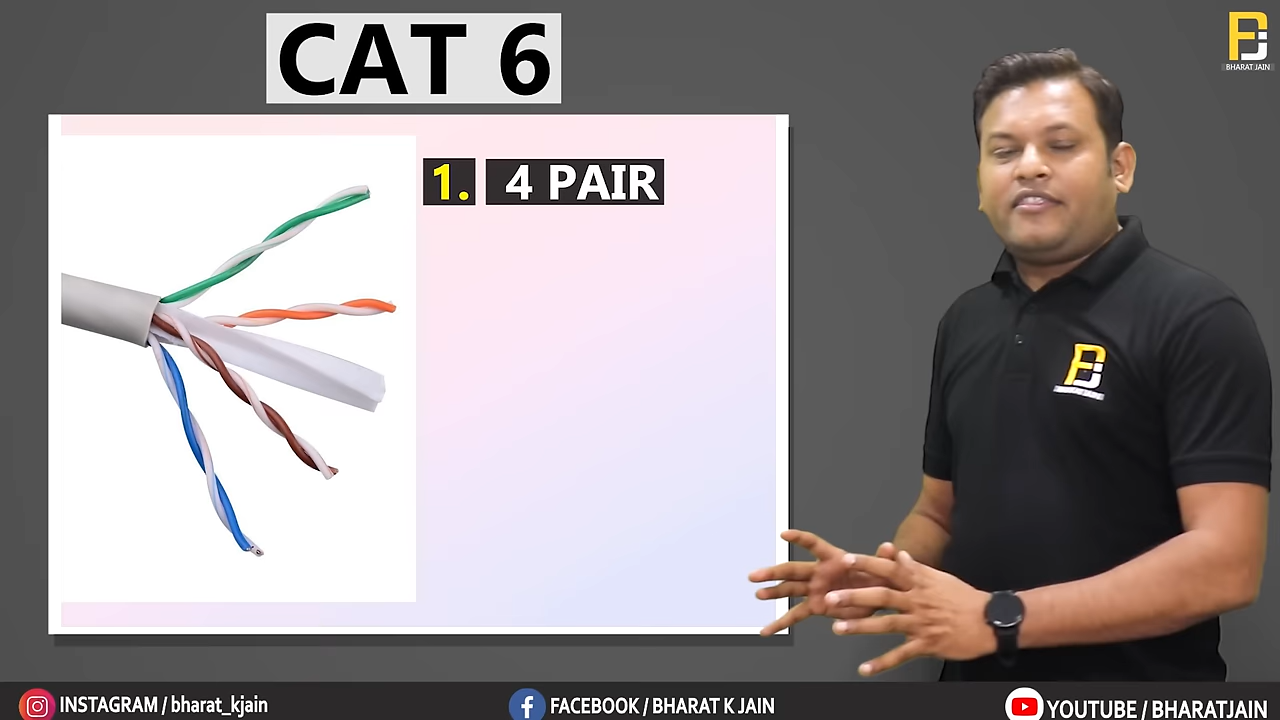 CAT 6
BHARAT JAIN
1. 4 PAIR
INSTAGRAM / bharat_kjain
FACEBOOK / BHARAT K JAIN
YOUTUBE / BHARATJAIN